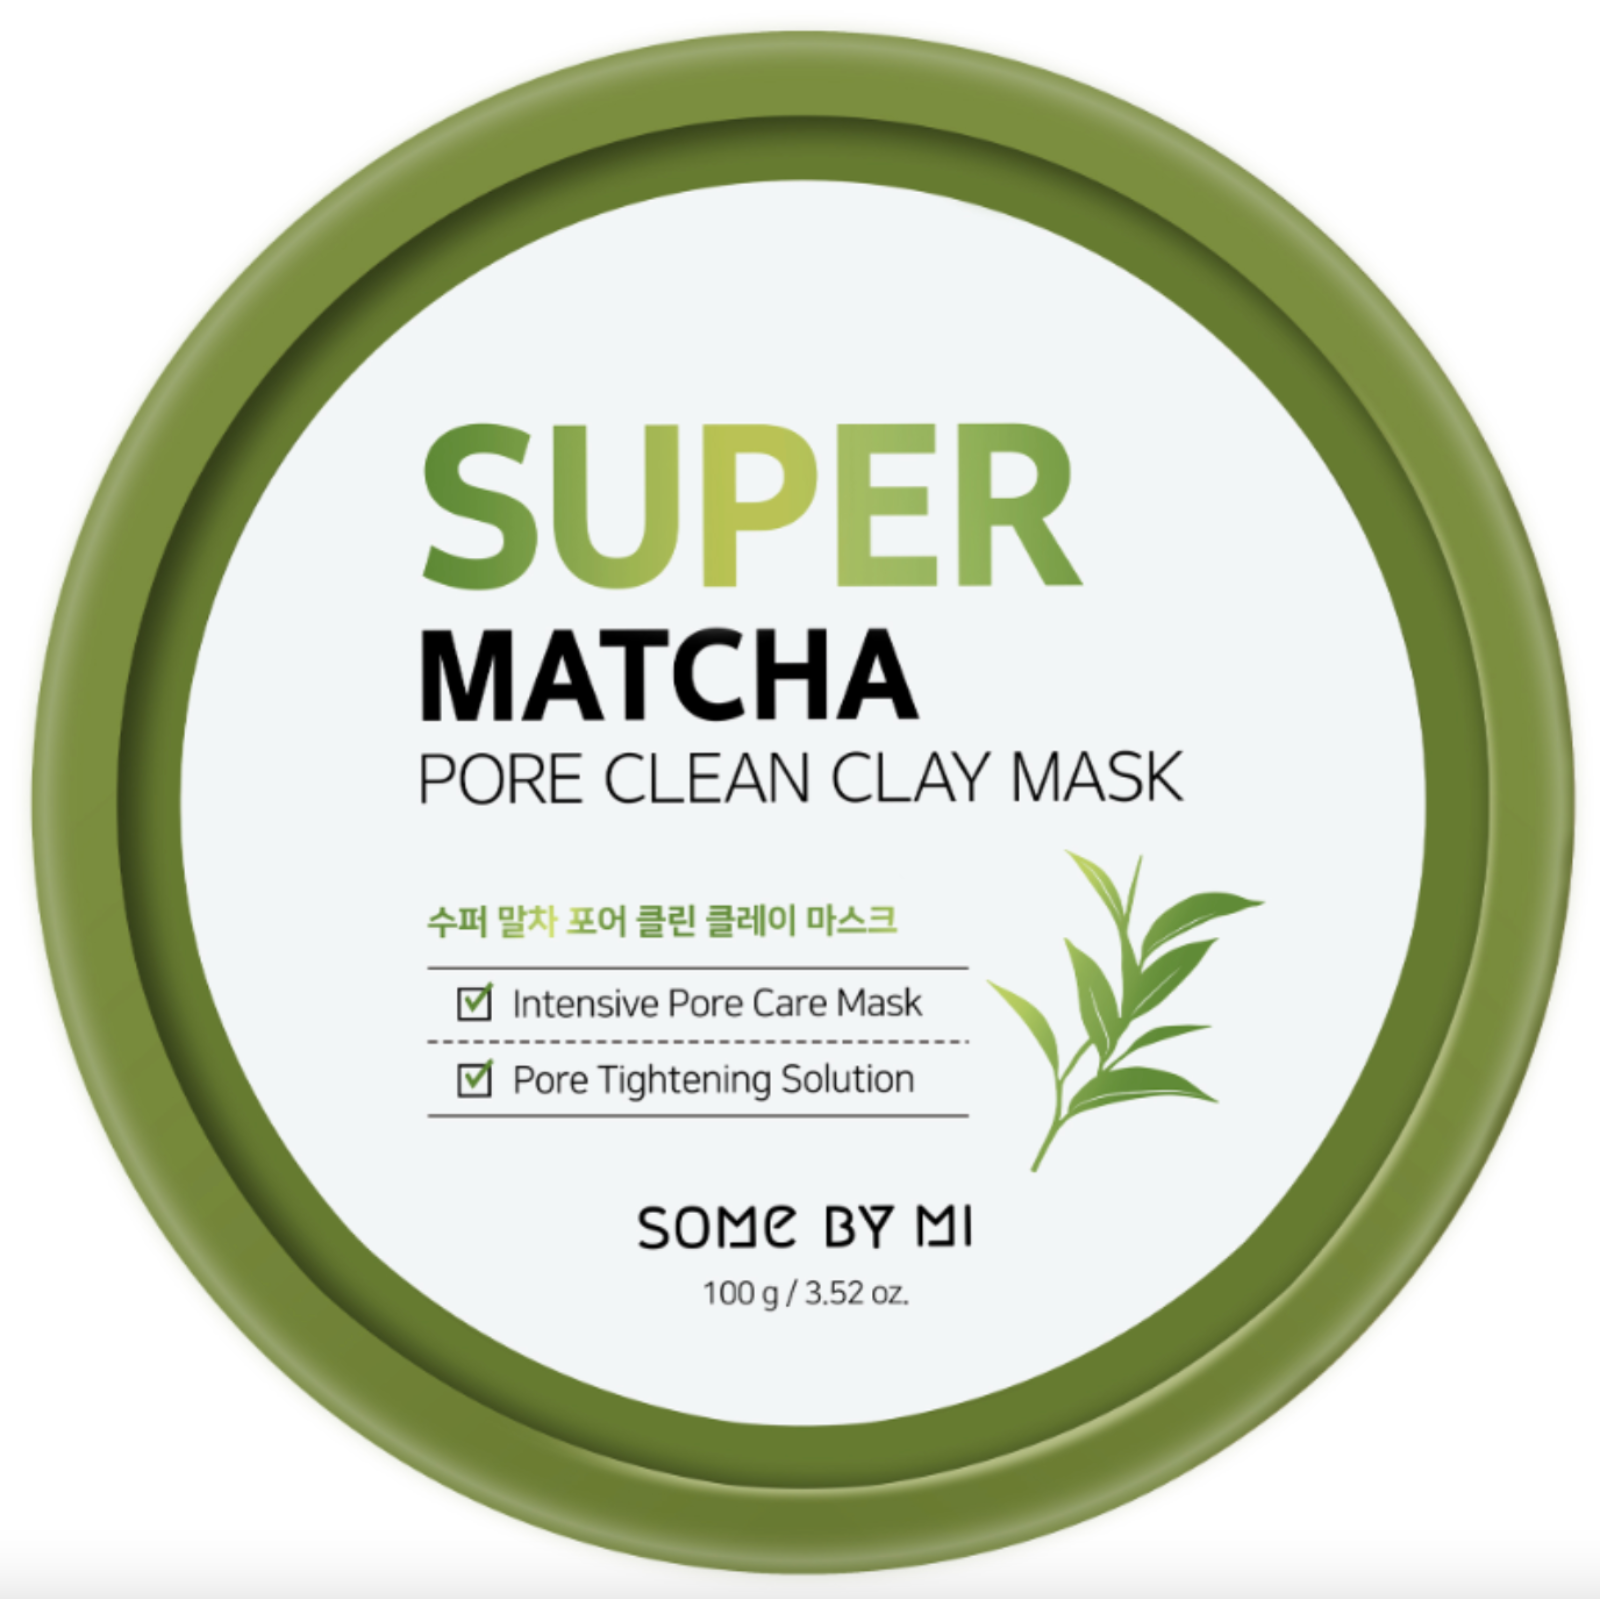 SUPER
MATCHA
PORE CLEAN CLAY MASK
수퍼 말차 포어 클린 클레이 마스크
Intensive Pore Care Mask
Pore Tightening Solution
SOME BY MI
100 g / 3.52 oz.